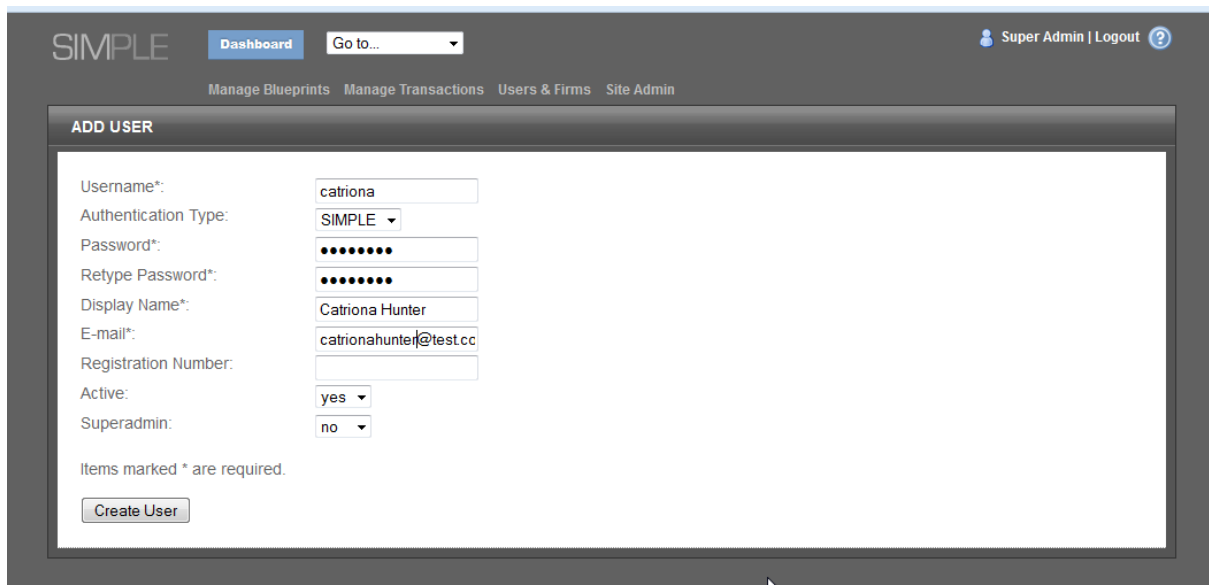 SIMPLE Dashboard Go to... Super Admin | Logout ?
Manage Blueprints Manage Transactions Users & Firms Site Admin
ADD USER
Username*: catriona
Authentication Type: SIMPLE
Password*: ••••••••
Retype Password*: ••••••••
Display Name*: Catriona Hunter
E-mail*: catrionahunter@test.co
Registration Number:
Active: yes
Superadmin: no
Items marked * are required.
Create User